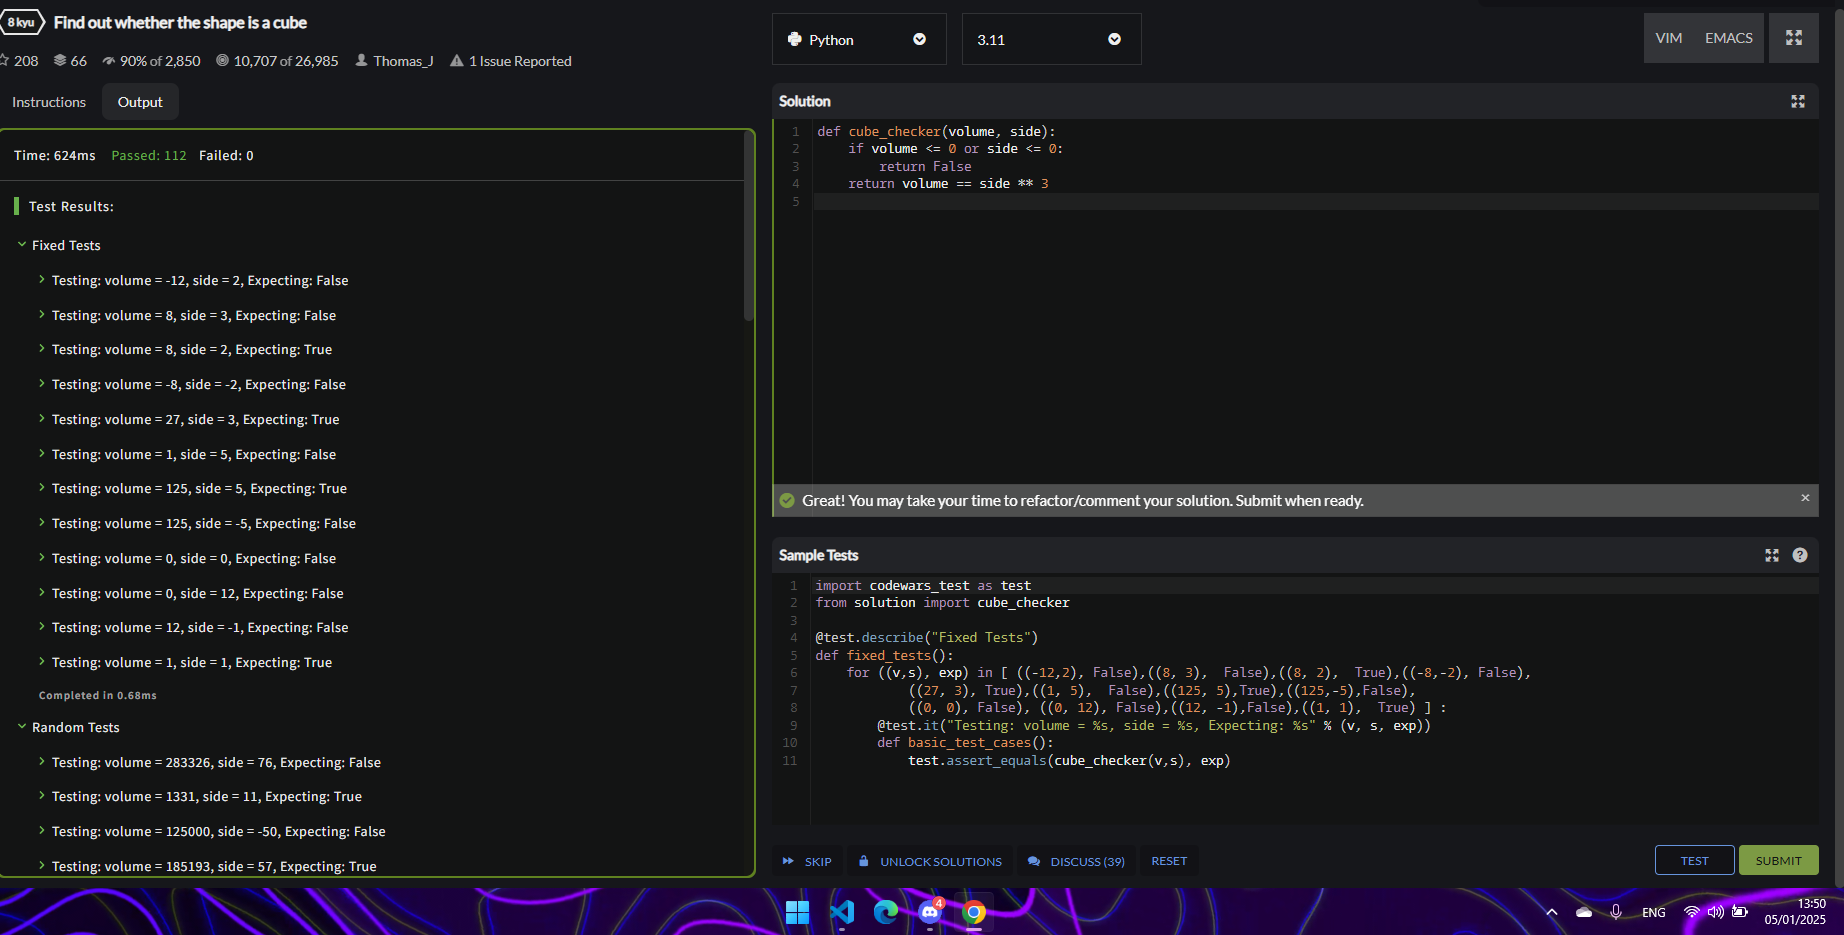 8 kyu Find out whether the shape is a cube
208 66 90% of 2,850 10,707 of 26,985 Thomas_J 1 Issue Reported
Instructions Output
Time: 624ms Passed: 112 Failed: 0
Test Results:
Fixed Tests
Testing: volume = -12, side = 2, Expecting: False
Testing: volume = 8, side = 3, Expecting: False
Testing: volume = 8, side = 2, Expecting: True
Testing: volume = -8, side = -2, Expecting: False
Testing: volume = 27, side = 3, Expecting: True
Testing: volume = 1, side = 5, Expecting: False
Testing: volume = 125, side = 5, Expecting: True
Testing: volume = 125, side = -5, Expecting: False
Testing: volume = 0, side = 0, Expecting: False
Testing: volume = 0, side = 12, Expecting: False
Testing: volume = 12, side = -1, Expecting: False
Testing: volume = 1, side = 1, Expecting: True
Completed in 0.68ms
Random Tests
Testing: volume = 283326, side = 76, Expecting: False
Testing: volume = 1331, side = 11, Expecting: True
Testing: volume = 125000, side = -50, Expecting: False
Testing: volume = 185193, side = 57, Expecting: True
Python 3.11 VIM EMACS
Solution
1 def cube_checker(volume, side):
2     if volume <= 0 or side <= 0:
3         return False
4     return volume == side ** 3
5
Great! You may take your time to refactor/comment your solution. Submit when ready. ×
Sample Tests ?
1 import codewars_test as test
2 from solution import cube_checker
3
4 @test.describe("Fixed Tests")
5 def fixed_tests():
6     for ((v,s), exp) in [ ((-12,2), False),((8, 3),  False),((8, 2),  True),((-8,-2), False),
7             ((27, 3), True),((1, 5),  False),((125, 5),True),((125,-5),False),
8             ((0, 0), False), ((0, 12), False),((12, -1),False),((1, 1),  True) ] :
9         @test.it("Testing: volume = %s, side = %s, Expecting: %s" % (v, s, exp))
10         def basic_test_cases():
11             test.assert_equals(cube_checker(v,s), exp)
SKIP UNLOCK SOLUTIONS DISCUSS (39) RESET TEST SUBMIT
4 ENG 13:50
05/01/2025